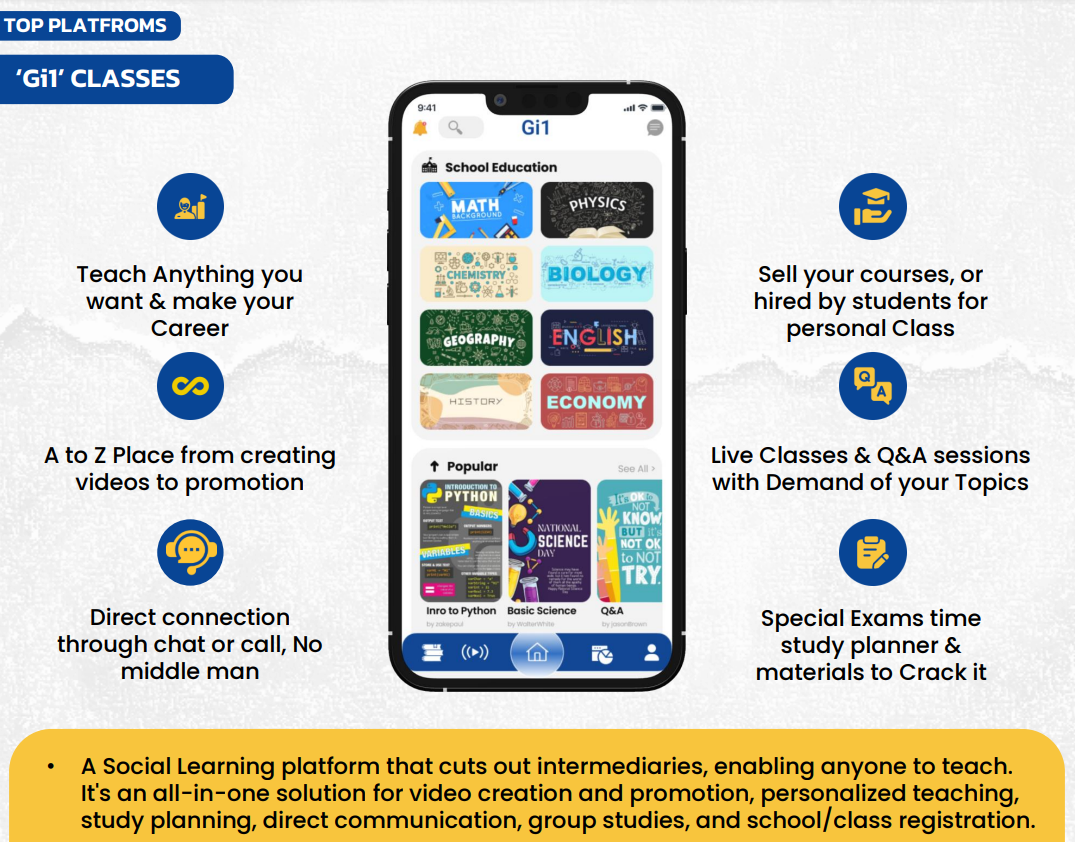 TOP PLATFROMS
‘Gi1’ CLASSES
Teach Anything you
want & make your
Career
A to Z Place from creating
videos to promotion
Direct connection
through chat or call, No
middle man
9:41
Gi1
School Education
MATH
BACKGROUND
PHYSICS
CHEMISTRY
BIOLOGY
GEOGRAPHY
ENGLISH
HISTORY
ECONOMY
Popular
See All >
INTRODUCTION TO
PYTHON
BASICS
VARIABLES
NATIONAL
SCIENCE
DAY
it's OK to
NOT
KNOW
BUT it's
NOT OK
to NOT
TRY.
Inro to Python
Basic Science
Q&A
by Jakepaul
by WalterWhite
by jasonBrown
Sell your courses, or
hired by students for
personal Class
Q
A
Live Classes & Q&A sessions
with Demand of your Topics
Special Exams time
study planner &
materials to Crack it
• A Social Learning platform that cuts out intermediaries, enabling anyone to teach.
It's an all-in-one solution for video creation and promotion, personalized teaching,
study planning, direct communication, group studies, and school/class registration.